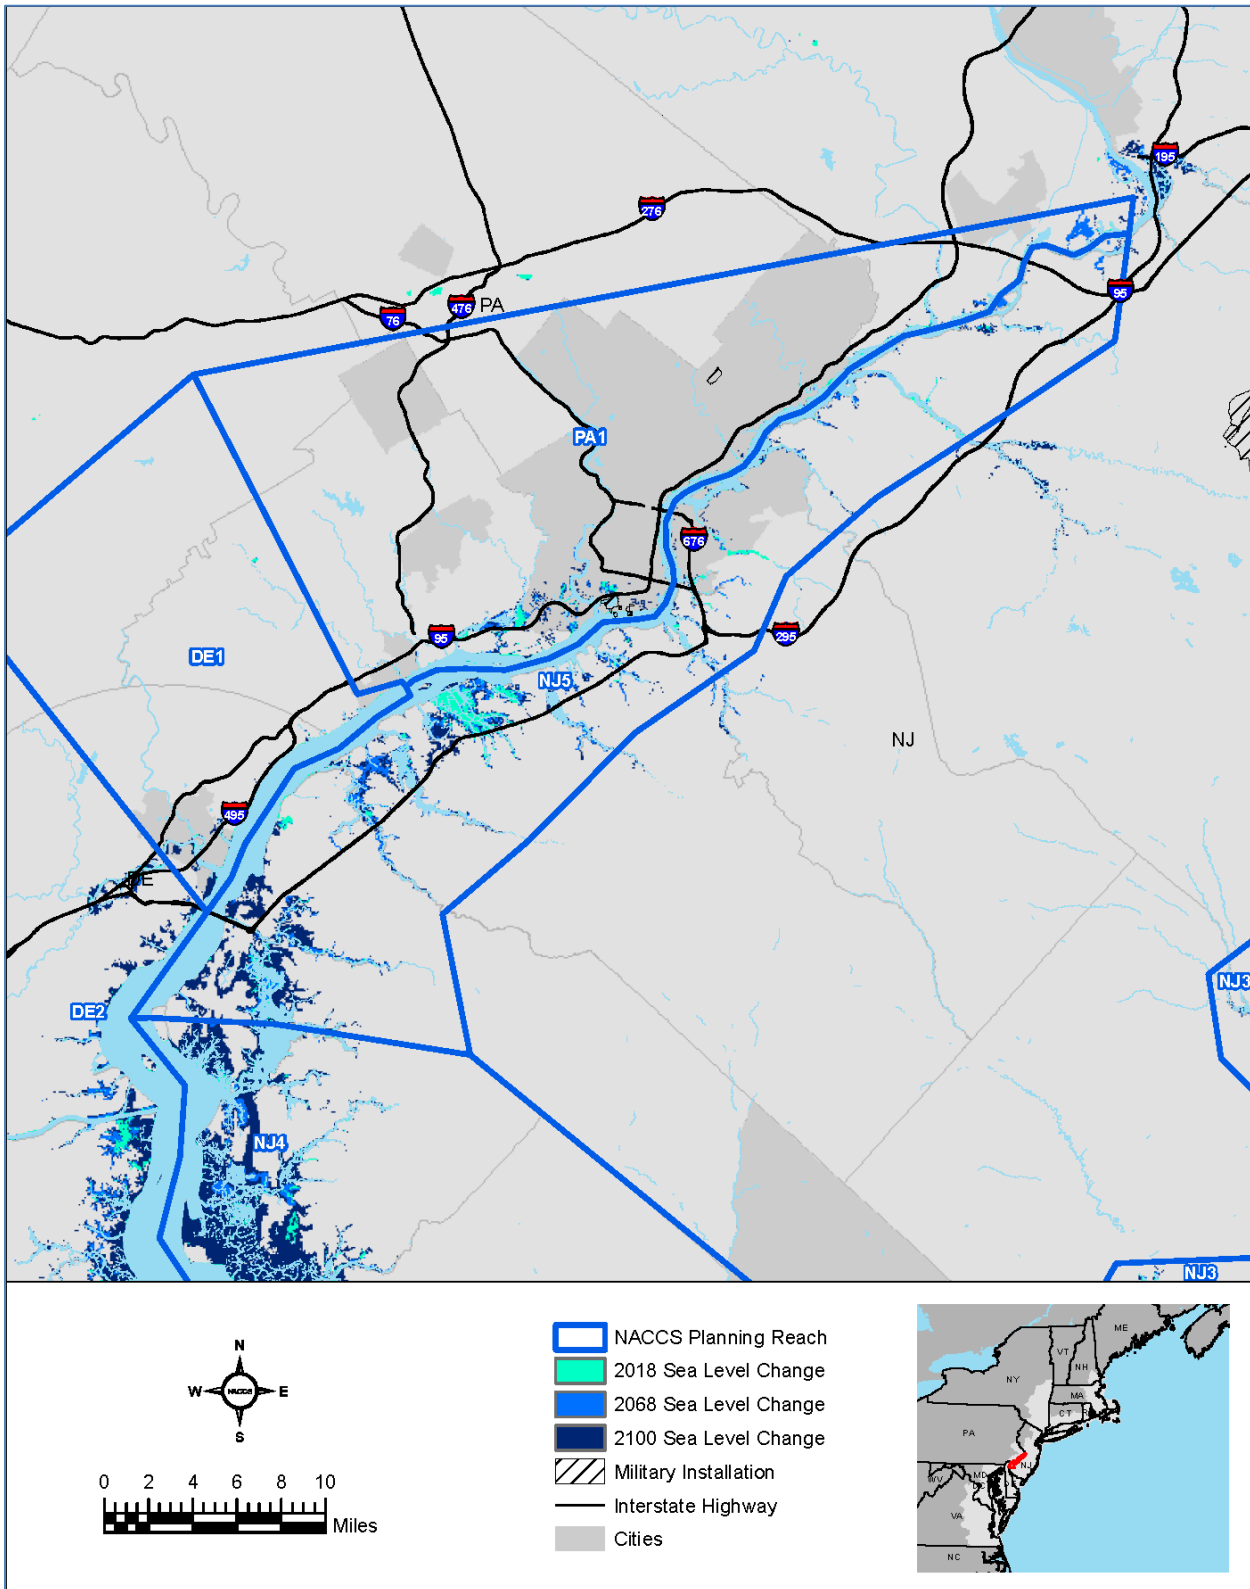 195
276
95
76
476
PA
PA1
676
95
295
DE1
NJ5
NJ
495
DE
DE2
NJ3
NJ4
NJ3
N
W
NACCS
E
S
0 2 4 6 8 10
Miles
NACCS Planning Reach
2018 Sea Level Change
2068 Sea Level Change
2100 Sea Level Change
Military Installation
Interstate Highway
Cities
ME
VT
NH
NY
MA
CT
R
PA
NJ
MD
WV
VA
NC